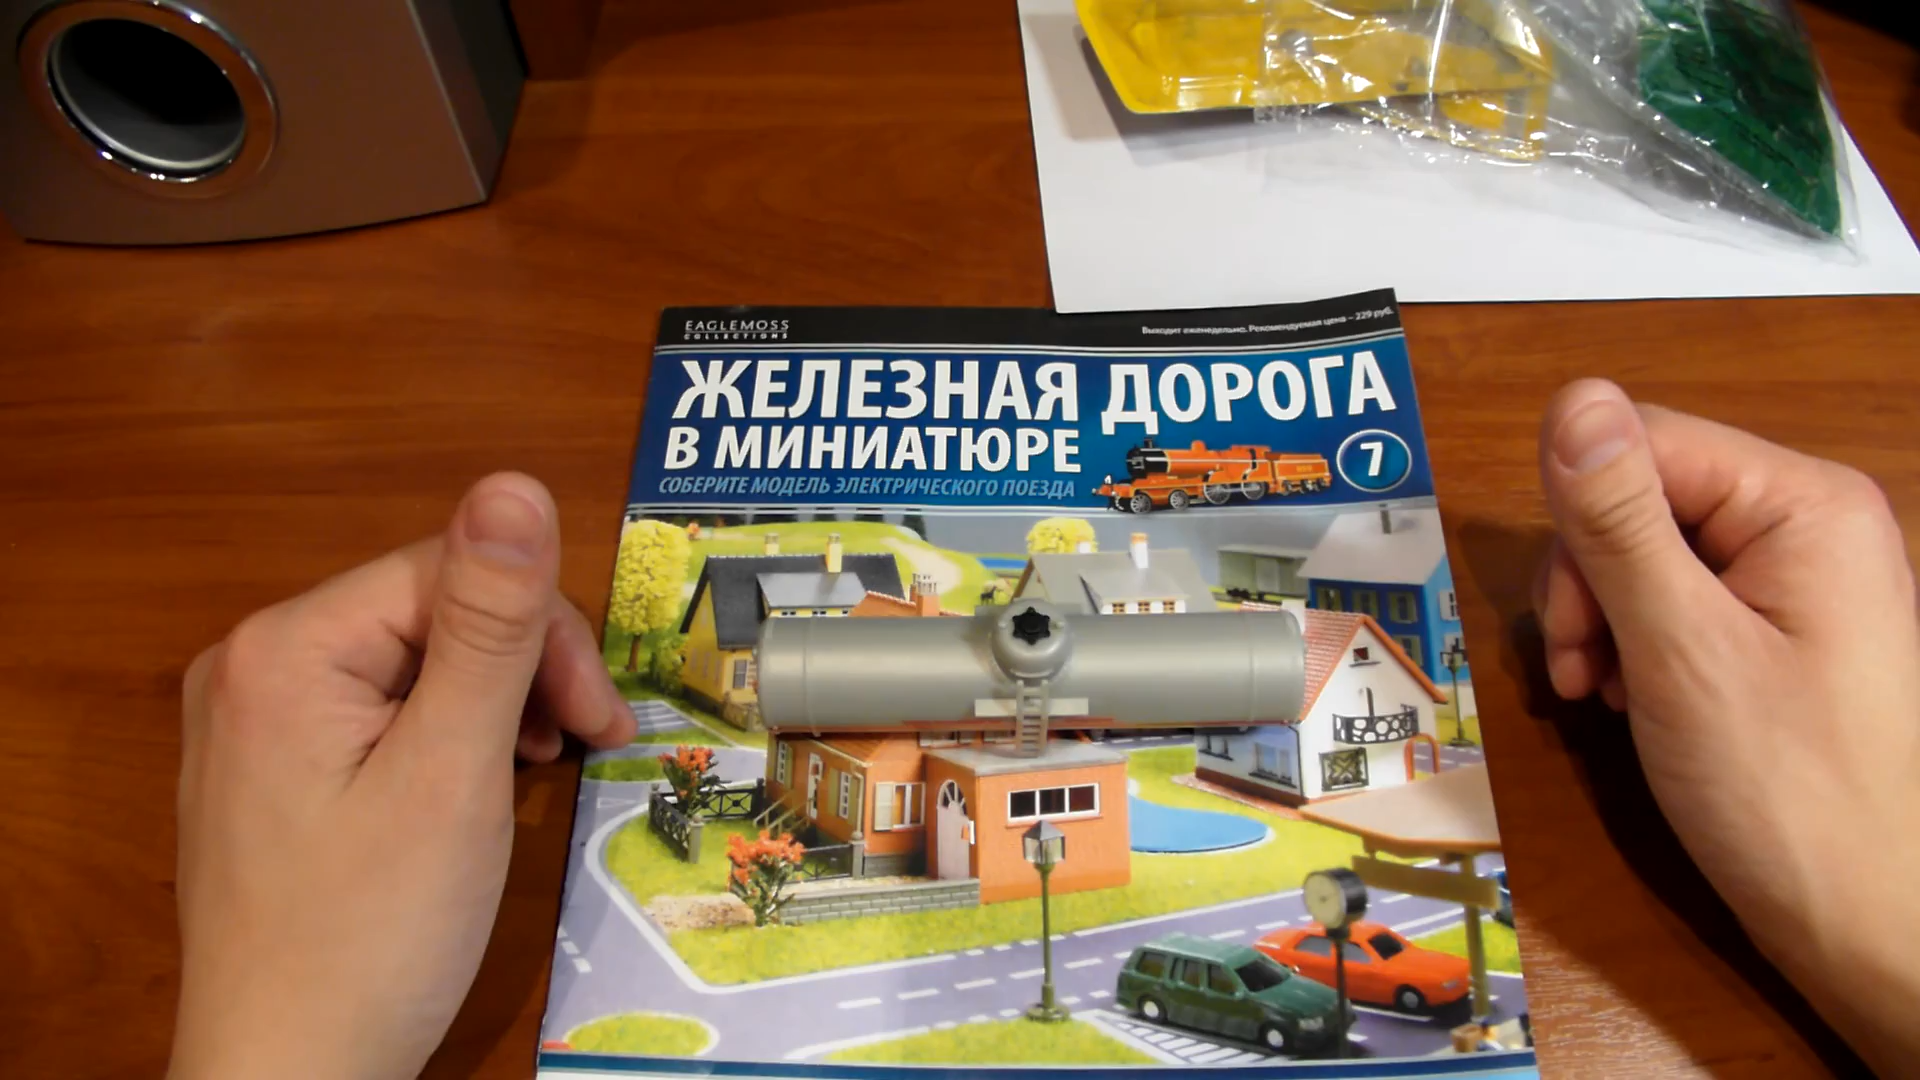 EAGLEMOSS
COLLECTIONS
Выходит еженедельно. Рекомендуемая цена – 229 руб.
ЖЕЛЕЗНАЯ ДОРОГА
В МИНИАТЮРЕ
СОБЕРИТЕ МОДЕЛЬ ЭЛЕКТРИЧЕСКОГО ПОЕЗДА
7